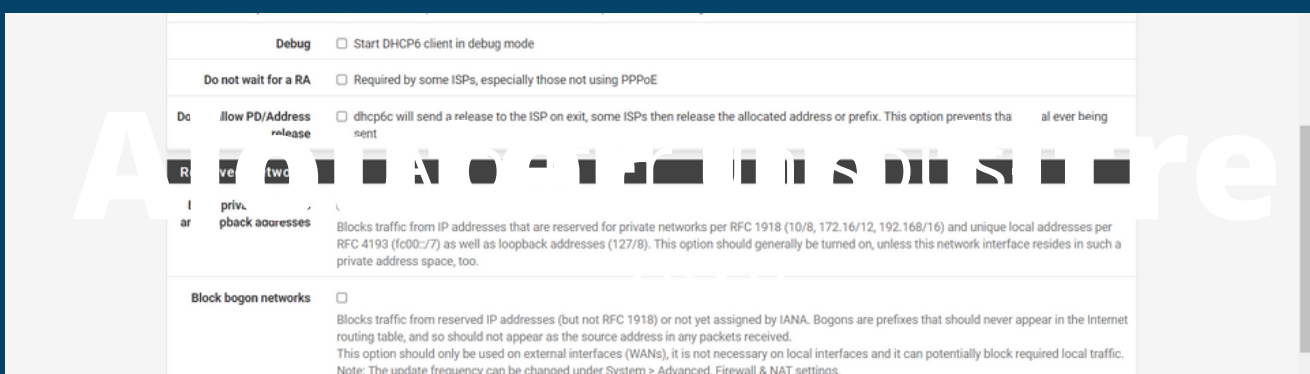 Debug
Start DHCP6 client in debug mode
Do not wait for a RA
Required by some ISPs, especially those not using PPPoE
llow PD/Address
release
dhcp6c will send a release to the ISP on exit, some ISPs then release the allocated address or prefix. This option prevents tha al ever being
sent
pback addresses
Blocks traffic from IP addresses that are reserved for private networks per RFC 1918 (10/8, 172.16/12, 192.168/16) and unique local addresses per
RFC 4193 (fc00::/7) as well as loopback addresses (127/8). This option should generally be turned on, unless this network interface resides in such a
private address space, too.
Block bogon networks
Blocks traffic from reserved IP addresses (but not RFC 1918) or not yet assigned by IANA. Bogons are prefixes that should never appear in the Internet
routing table, and so should not appear as the source address in any packets received.
This option should only be used on external interfaces (WANs), it is not necessary on local interfaces and it can potentially block required local traffic.
Note: The update frequency can be changed under System > Advanced, Firewall & NAT settings.